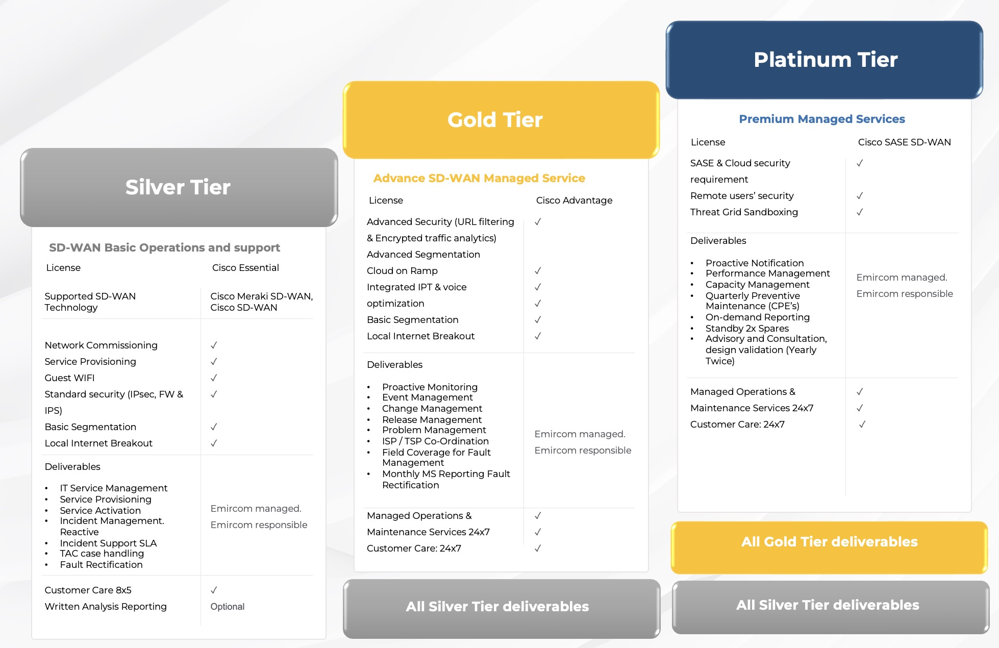 Silver Tier
SD-WAN Basic Operations and support
License Cisco Essential
Supported SD-WAN Cisco Meraki SD-WAN,
Technology Cisco SD-WAN
Network Commissioning ✓
Service Provisioning ✓
Guest WIFI ✓
Standard security (IPsec, FW & ✓
IPS)
Basic Segmentation ✓
Local Internet Breakout ✓
Deliverables
• IT Service Management
• Service Provisioning
• Service Activation
• Incident Management.
Reactive
• Incident Support SLA
• TAC case handling
• Fault Rectification
Emircom managed.
Emircom responsible
Customer Care 8x5 ✓
Written Analysis Reporting Optional
Gold Tier
Advance SD-WAN Managed Service
License Cisco Advantage
Advanced Security (URL filtering ✓
& Encrypted traffic analytics)
Advanced Segmentation
Cloud on Ramp ✓
Integrated IPT & voice ✓
optimization ✓
Basic Segmentation ✓
Local Internet Breakout ✓
Deliverables
• Proactive Monitoring
• Event Management
• Change Management
• Release Management
• Problem Management
• ISP / TSP Co-Ordination
• Field Coverage for Fault
Management
• Monthly MS Reporting Fault
Rectification
Emircom managed.
Emircom responsible
Managed Operations & ✓
Maintenance Services 24x7 ✓
Customer Care: 24x7 ✓
All Silver Tier deliverables
Platinum Tier
Premium Managed Services
License Cisco SASE SD-WAN
SASE & Cloud security ✓
requirement
Remote users’ security ✓
Threat Grid Sandboxing ✓
Deliverables
• Proactive Notification
• Performance Management
• Capacity Management
• Quarterly Preventive
Maintenance (CPE’s)
• On-demand Reporting
• Standby 2x Spares
• Advisory and Consultation,
design validation (Yearly
Twice)
Emircom managed.
Emircom responsible
Managed Operations & ✓
Maintenance Services 24x7 ✓
Customer Care: 24x7 ✓
All Gold Tier deliverables
All Silver Tier deliverables